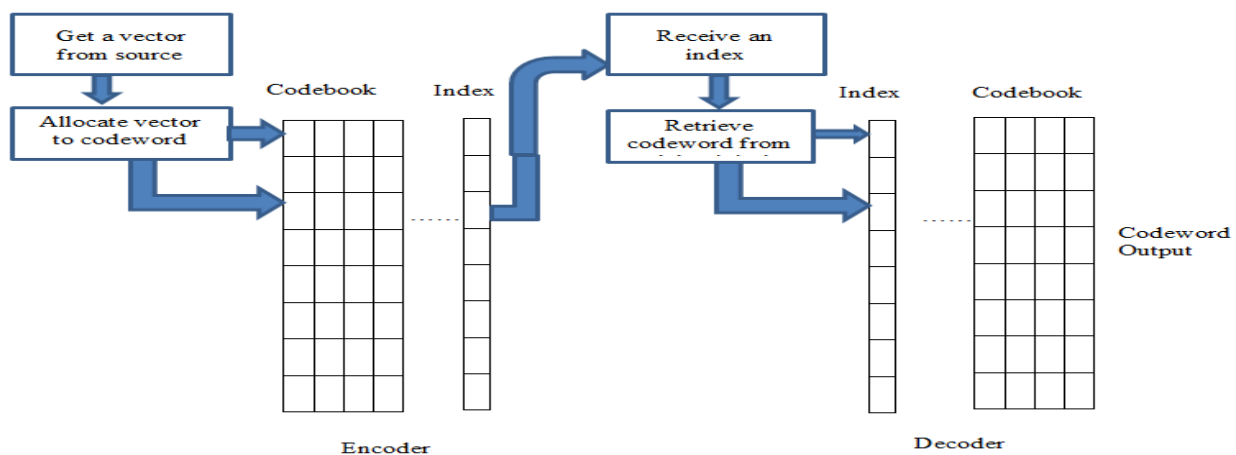 Get a vector
from source
Allocate vector
to codeword
Codebook
Index
Encoder
Receive an
index
Retrieve
codeword from
Index
Codebook
Codeword
Output
Decoder